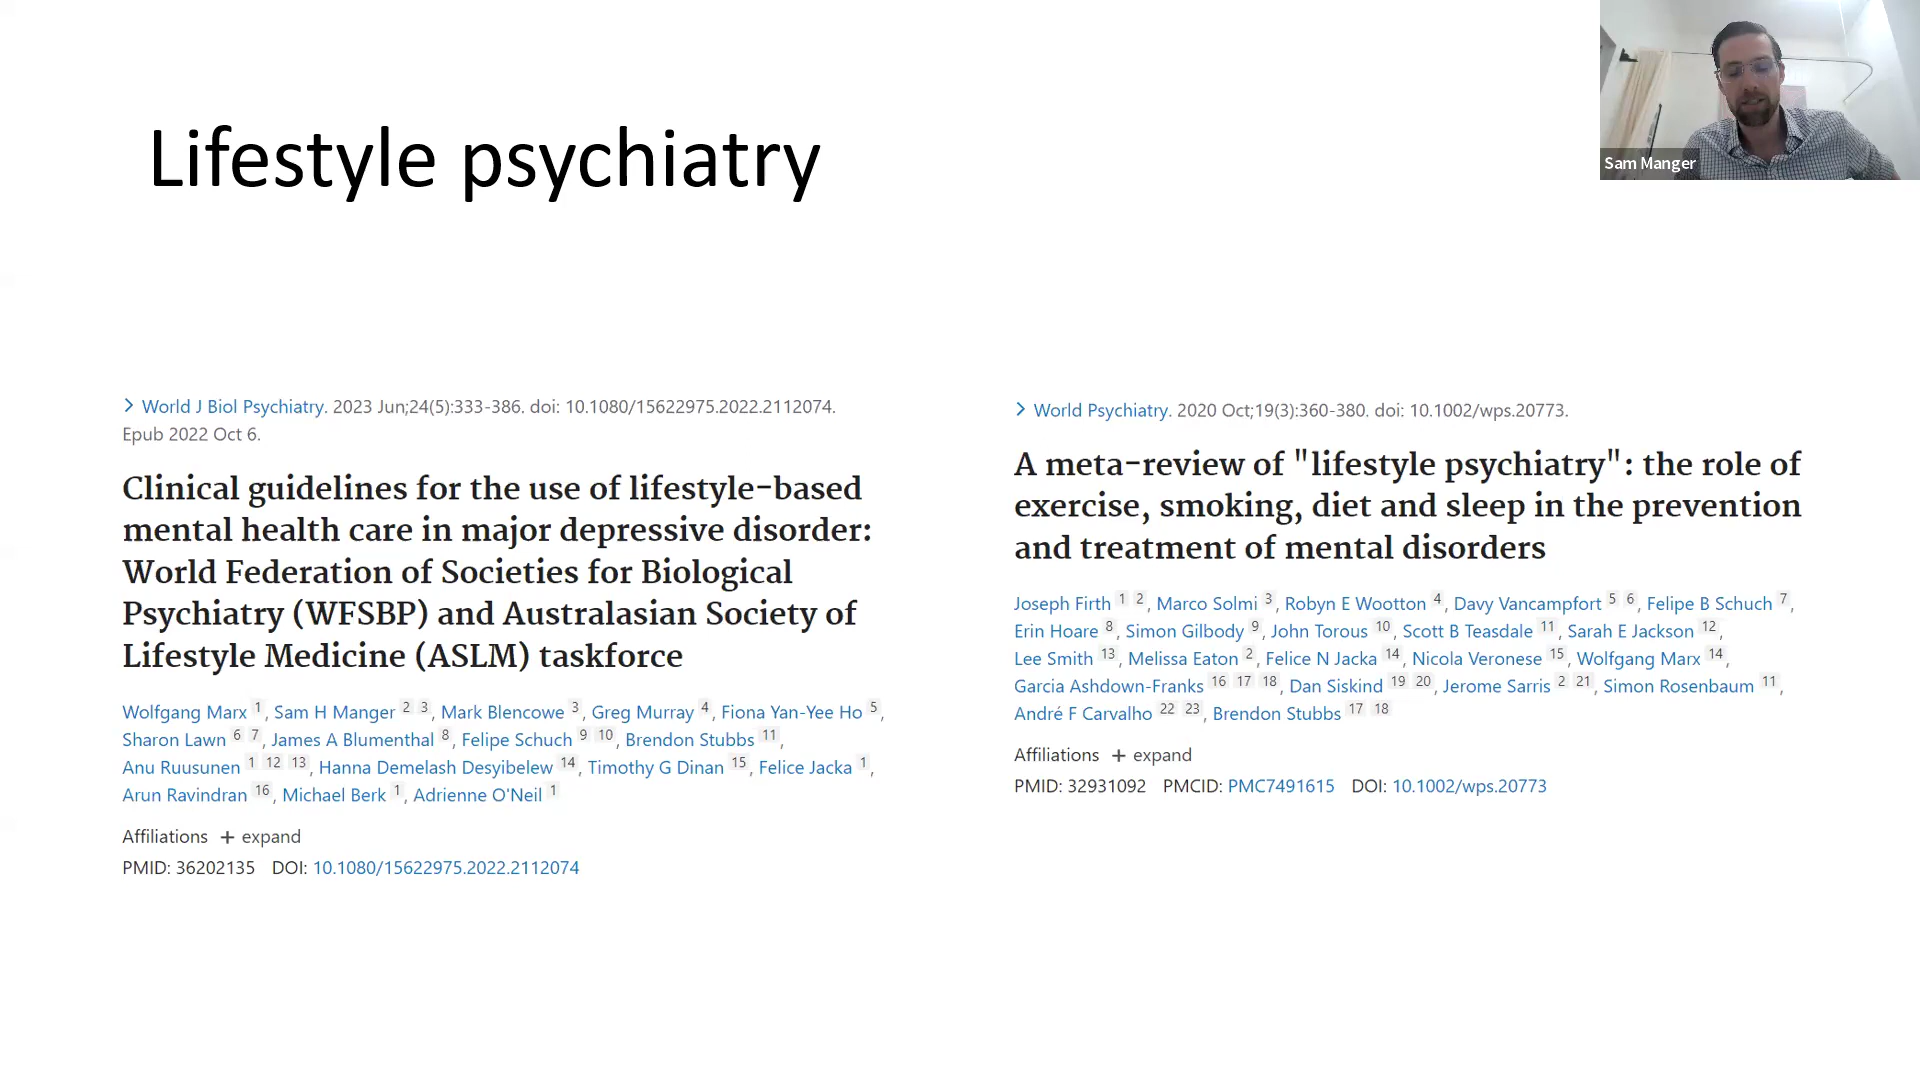 Lifestyle psychiatry
Sam Manger
World J Biol Psychiatry. 2023 Jun;24(5):333-386. doi: 10.1080/15622975.2022.2112074.
Epub 2022 Oct 6.
Clinical guidelines for the use of lifestyle-based
mental health care in major depressive disorder:
World Federation of Societies for Biological
Psychiatry (WFSBP) and Australasian Society of
Lifestyle Medicine (ASLM) taskforce
Wolfgang Marx 1, Sam H Manger 2 3, Mark Blencowe 3, Greg Murray 4, Fiona Yan-Yee Ho 5,
Sharon Lawn 6 7, James A Blumenthal 8, Felipe Schuch 9 10, Brendon Stubbs 11,
Anu Ruusunen 1 12 13, Hanna Demelash Desyibelew 14, Timothy G Dinan 15, Felice Jacka 1,
Arun Ravindran 16, Michael Berk 1, Adrienne O'Neil 1
Affiliations + expand
PMID: 36202135 DOI: 10.1080/15622975.2022.2112074
World Psychiatry. 2020 Oct;19(3):360-380. doi: 10.1002/wps.20773.
A meta-review of "lifestyle psychiatry": the role of
exercise, smoking, diet and sleep in the prevention
and treatment of mental disorders
Joseph Firth 1 2, Marco Solmi 3, Robyn E Wootton 4, Davy Vancampfort 5 6, Felipe B Schuch 7,
Erin Hoare 8, Simon Gilbody 9, John Torous 10, Scott B Teasdale 11, Sarah E Jackson 12,
Lee Smith 13, Melissa Eaton 2, Felice N Jacka 14, Nicola Veronese 15, Wolfgang Marx 14,
Garcia Ashdown-Franks 16 17 18, Dan Siskind 19 20, Jerome Sarris 2 21, Simon Rosenbaum 11,
André F Carvalho 22 23, Brendon Stubbs 17 18
Affiliations + expand
PMID: 32931092 PMCID: PMC7491615 DOI: 10.1002/wps.20773